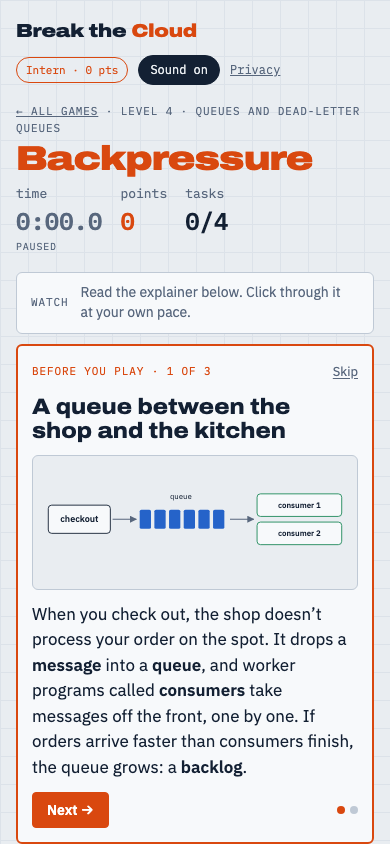 Break the Cloud
Intern · 0 pts
Sound on
Privacy
← ALL GAMES · LEVEL 4 · QUEUES AND DEAD-LETTER
QUEUES
Backpressure
time points tasks
0:00.0 0 0/4
PAUSED
WATCH
Read the explainer below. Click through it
at your own pace.
BEFORE YOU PLAY · 1 OF 3
Skip
A queue between the
shop and the kitchen
queue
checkout
consumer 1
consumer 2
When you check out, the shop doesn’t
process your order on the spot. It drops a
message into a queue, and worker
programs called consumers take
messages off the front, one by one. If
orders arrive faster than consumers finish,
the queue grows: a backlog.
Next →